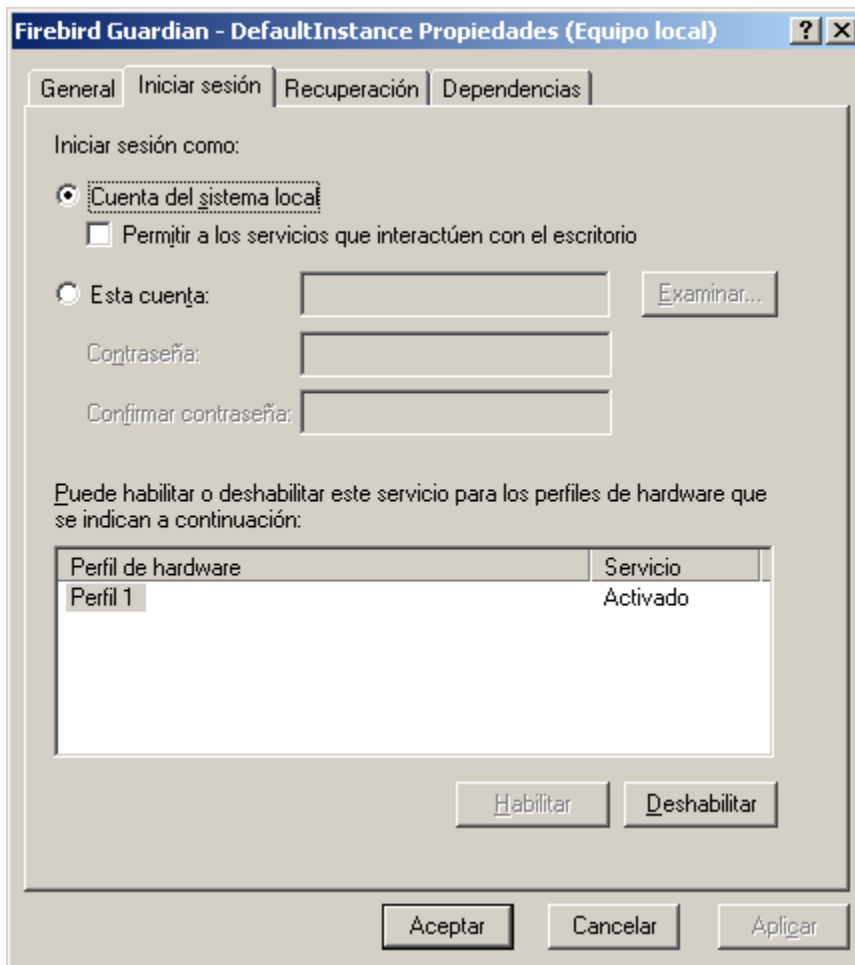 Firebird Guardian - DefaultInstance Propiedades (Equipo local)
General Iniciar sesión Recuperación Dependencias
Iniciar sesión como:
Cuenta del sistema local
Permitir a los servicios que interactúen con el escritorio
Esta cuenta: Examinar...
Contraseña:
Confirmar contraseña:
Puede habilitar o deshabilitar este servicio para los perfiles de hardware que
se indican a continuación:
Perfil de hardware Servicio
Perfil 1 Activado
Habilitar Deshabilitar
Aceptar Cancelar Aplicar